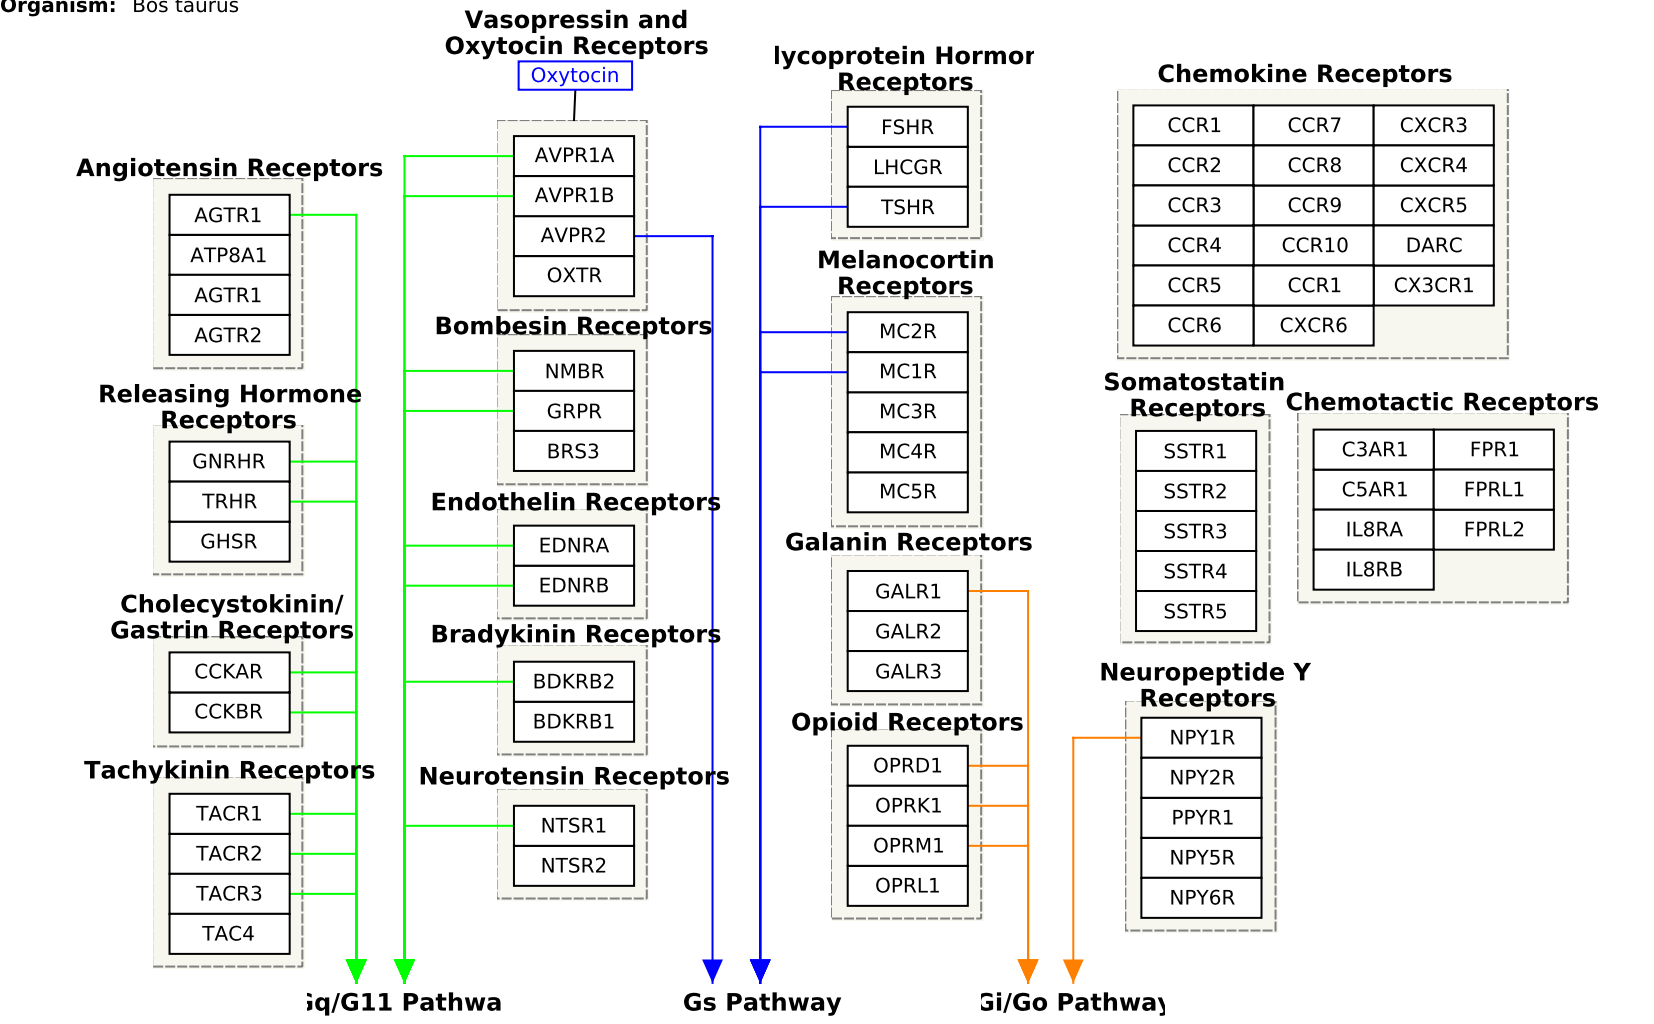 Organism: Bos taurus
Vasopressin and
Oxytocin Receptors
Oxytocin
AVPR1A
AVPR1B
AVPR2
OXTR
Angiotensin Receptors
AGTR1
ATP8A1
AGTR1
AGTR2
Releasing Hormone
Receptors
GNRHR
TRHR
GHSR
Cholecystokinin/
Gastrin Receptors
CCKAR
CCKBR
Tachykinin Receptors
TACR1
TACR2
TACR3
TAC4
Bombesin Receptors
NMBR
GRPR
BRS3
Endothelin Receptors
EDNRA
EDNRB
Bradykinin Receptors
BDKRB2
BDKRB1
Neurotensin Receptors
NTSR1
NTSR2
lycoprotein Hormor
Receptors
FSHR
LHCGR
TSHR
Melanocortin
Receptors
MC2R
MC1R
MC3R
MC4R
MC5R
Galanin Receptors
GALR1
GALR2
GALR3
Opioid Receptors
OPRD1
OPRK1
OPRM1
OPRL1
Chemokine Receptors
CCR1 CCR7 CXCR3
CCR2 CCR8 CXCR4
CCR3 CCR9 CXCR5
CCR4 CCR10 DARC
CCR5 CCR1 CX3CR1
CCR6 CXCR6
Somatostatin
Receptors
SSTR1
SSTR2
SSTR3
SSTR4
SSTR5
Chemotactic Receptors
C3AR1 FPR1
C5AR1 FPRL1
IL8RA FPRL2
IL8RB
Neuropeptide Y
Receptors
NPY1R
NPY2R
PPYR1
NPY5R
NPY6R
Gq/G11 Pathwa
Gs Pathway
Gi/Go Pathway